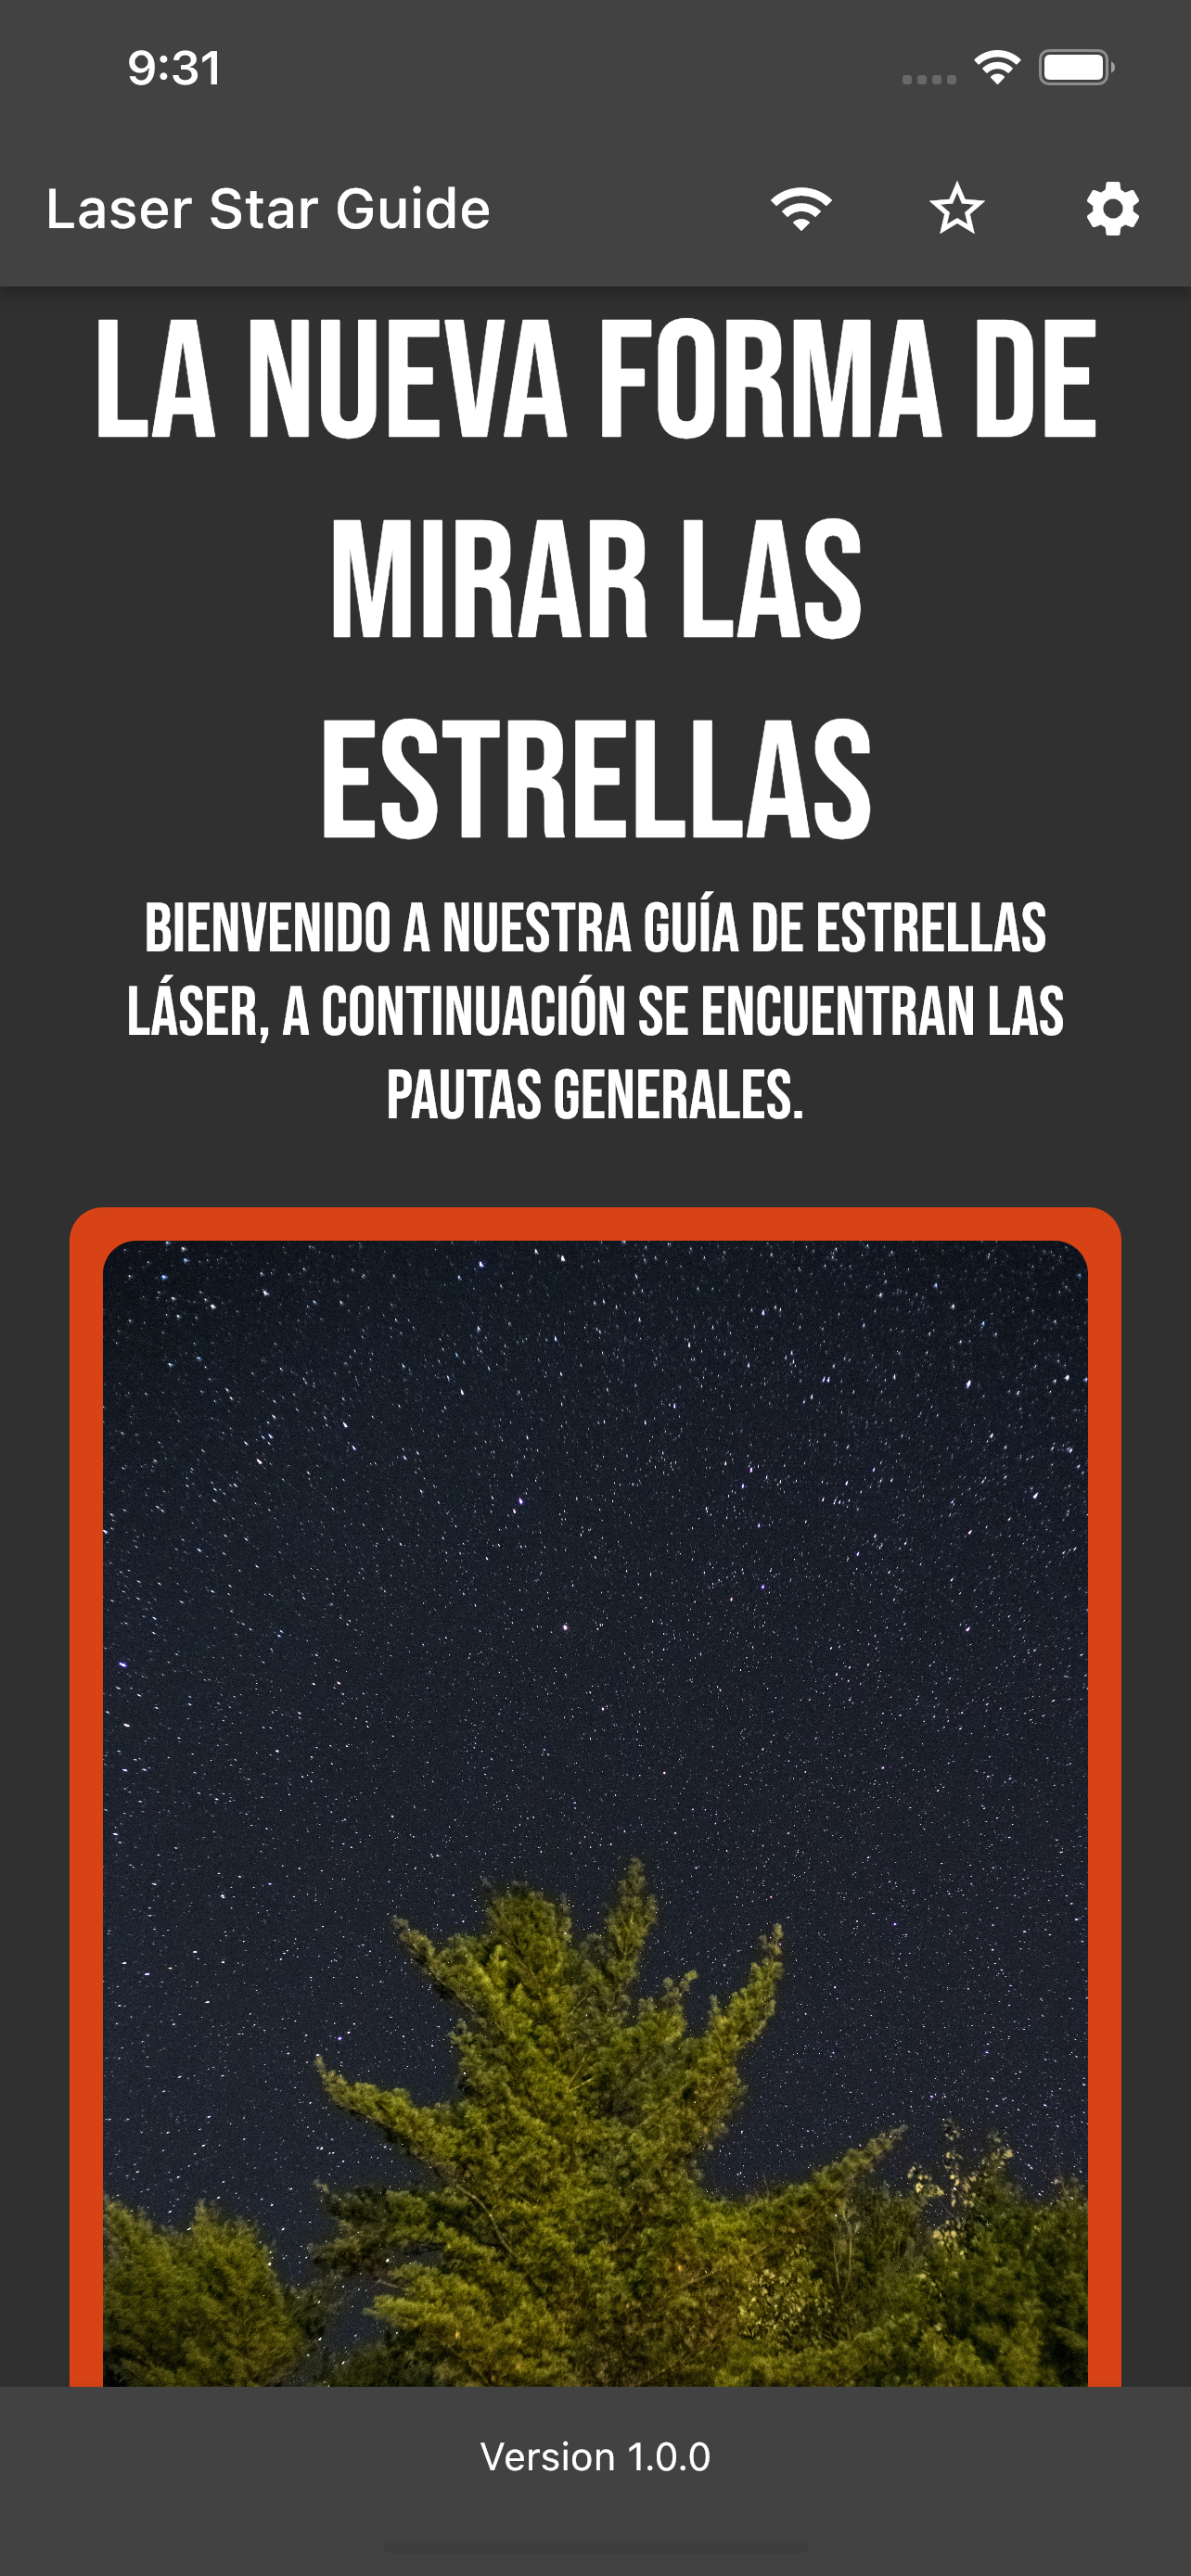 9:31
Laser Star Guide
LA NUEVA FORMA DE
MIRAR LAS
ESTRELLAS
BIENVENIDO A NUESTRA GUÍA DE ESTRELLAS
LÁSER, A CONTINUACIÓN SE ENCUENTRAN LAS
PAUTAS GENERALES.
Version 1.0.0